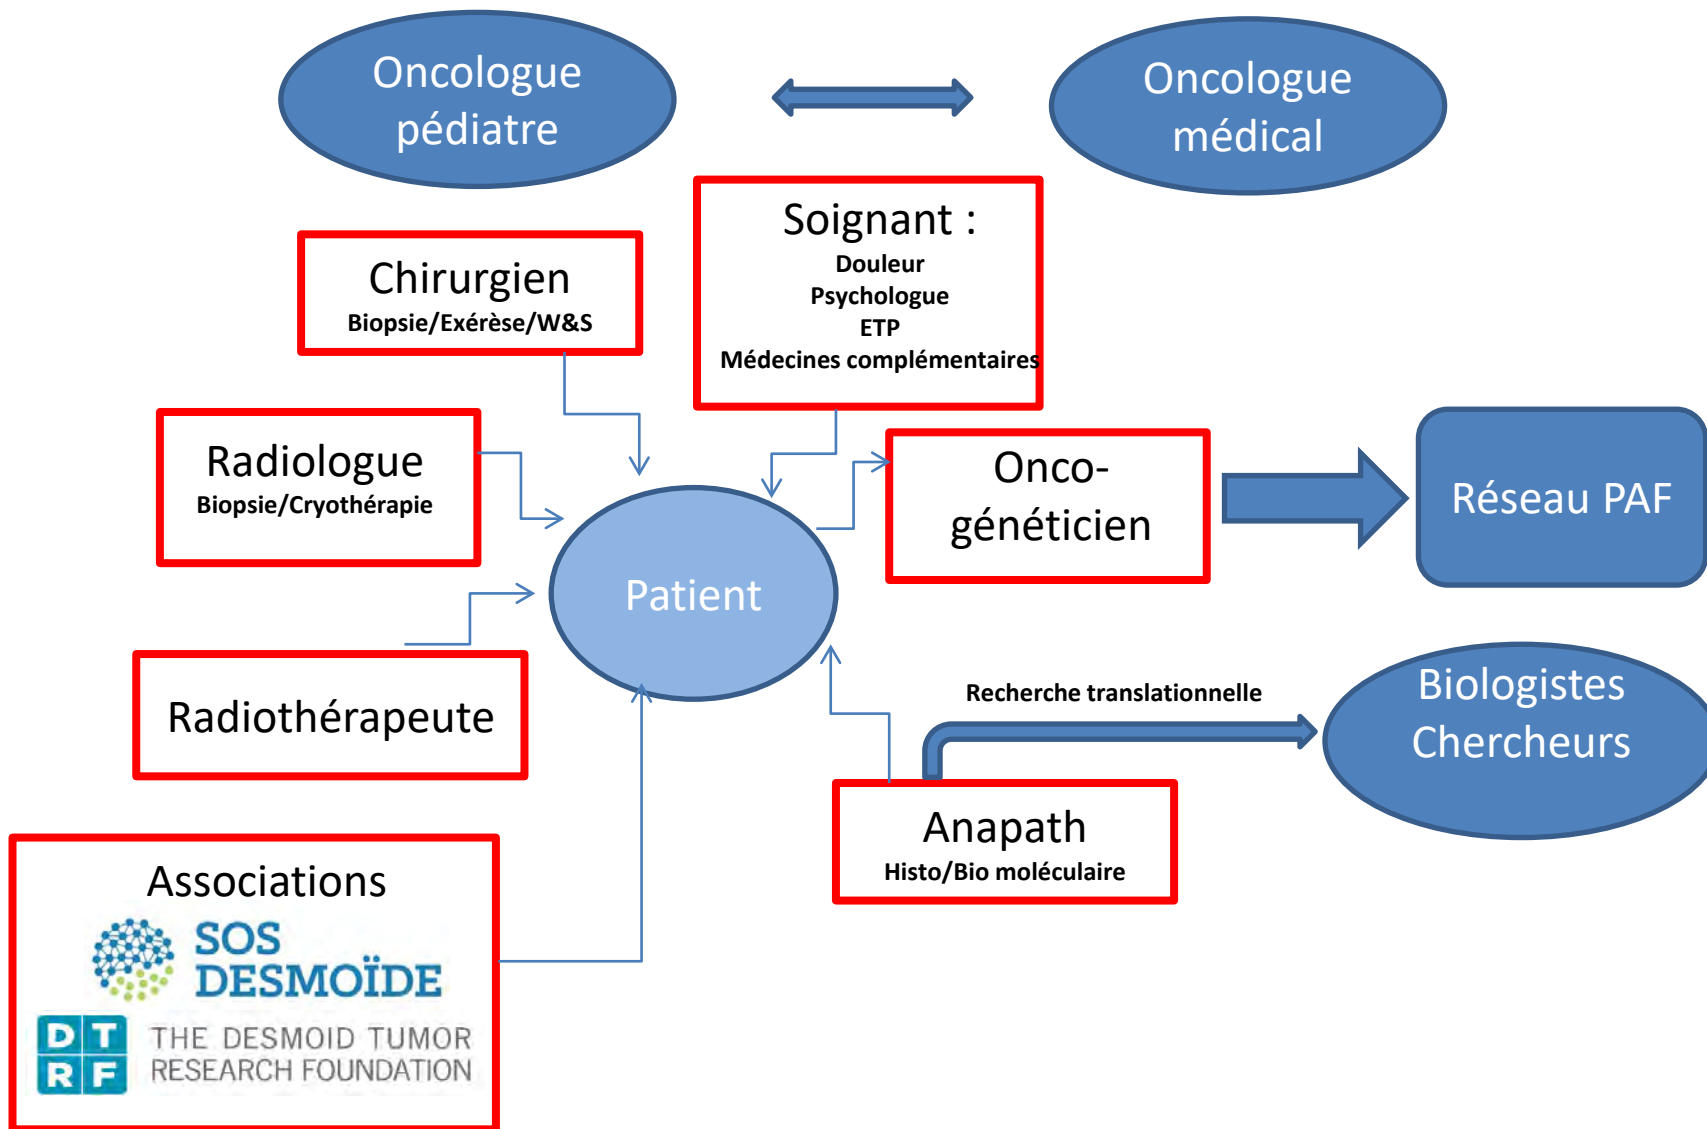 Oncologue
pédiatre
Oncologue
médical
Soignant :
Douleur
Psychologue
ETP
Médecines complémentaires
Chirurgien
Biopsie/Exérèse/W&S
Radiologue
Biopsie/Cryothérapie
Onco-
généticien
Réseau PAF
Patient
Radiothérapeute
Recherche translationnelle
Biologistes
Chercheurs
Anapath
Histo/Bio moléculaire
Associations
SOS
DESMOÏDE
DT
RF
THE DESMOID TUMOR
RESEARCH FOUNDATION